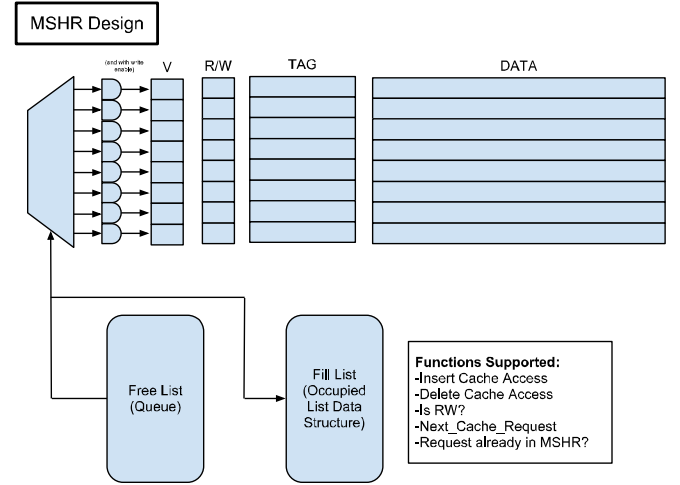 MSHR Design
(and with write
enable)
V
R/W
TAG
DATA
Free List
(Queue)
Fill List
(Occupied
List Data
Structure)
Functions Supported:
-Insert Cache Access
-Delete Cache Access
-Is RW?
-Next_Cache_Request
-Request already in MSHR?